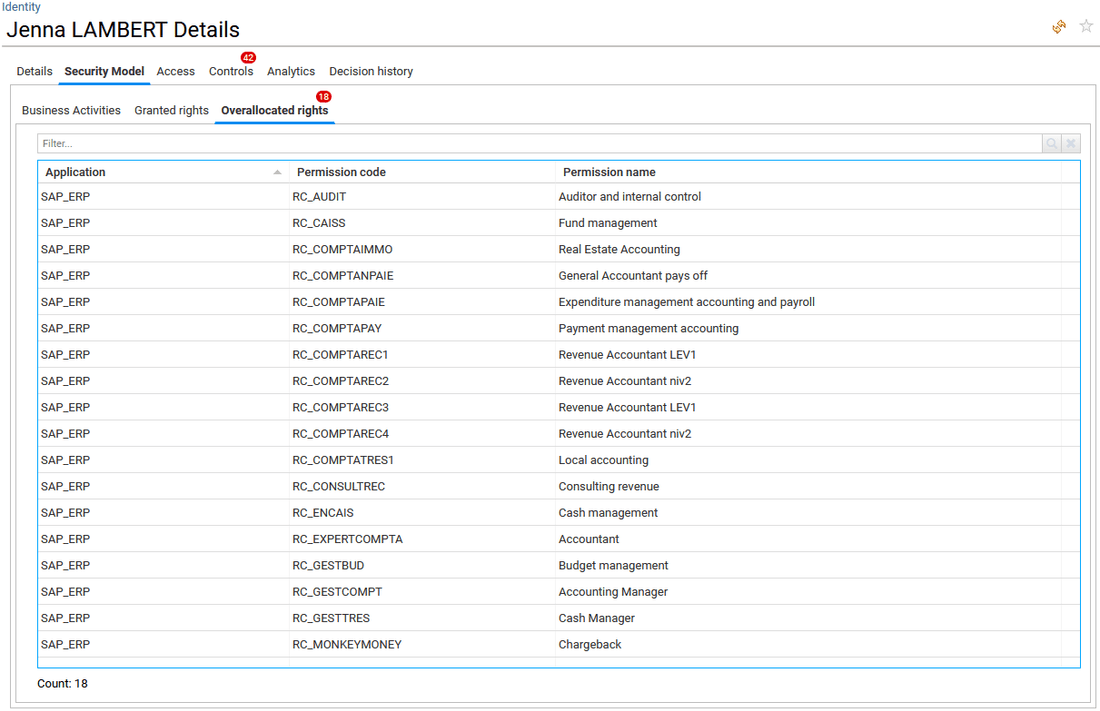 Identity
Jenna LAMBERT Details
42
Details Security Model Access Controls Analytics Decision history
18
Business Activities Granted rights Overallocated rights
Filter...
Application Permission code Permission name
SAP_ERP RC_AUDIT Auditor and internal control
SAP_ERP RC_CAISS Fund management
SAP_ERP RC_COMPTAIMMO Real Estate Accounting
SAP_ERP RC_COMPTANPAIE General Accountant pays off
SAP_ERP RC_COMPTAPAIE Expenditure management accounting and payroll
SAP_ERP RC_COMPTAPAY Payment management accounting
SAP_ERP RC_COMPTAREC1 Revenue Accountant LEV1
SAP_ERP RC_COMPTAREC2 Revenue Accountant niv2
SAP_ERP RC_COMPTAREC3 Revenue Accountant LEV1
SAP_ERP RC_COMPTAREC4 Revenue Accountant niv2
SAP_ERP RC_COMPTATRES1 Local accounting
SAP_ERP RC_CONSULTREC Consulting revenue
SAP_ERP RC_ENCAIS Cash management
SAP_ERP RC_EXPERTCOMPTA Accountant
SAP_ERP RC_GESTBUD Budget management
SAP_ERP RC_GESTCOMPT Accounting Manager
SAP_ERP RC_GESTTRES Cash Manager
SAP_ERP RC_MONKEYMONEY Chargeback
Count: 18